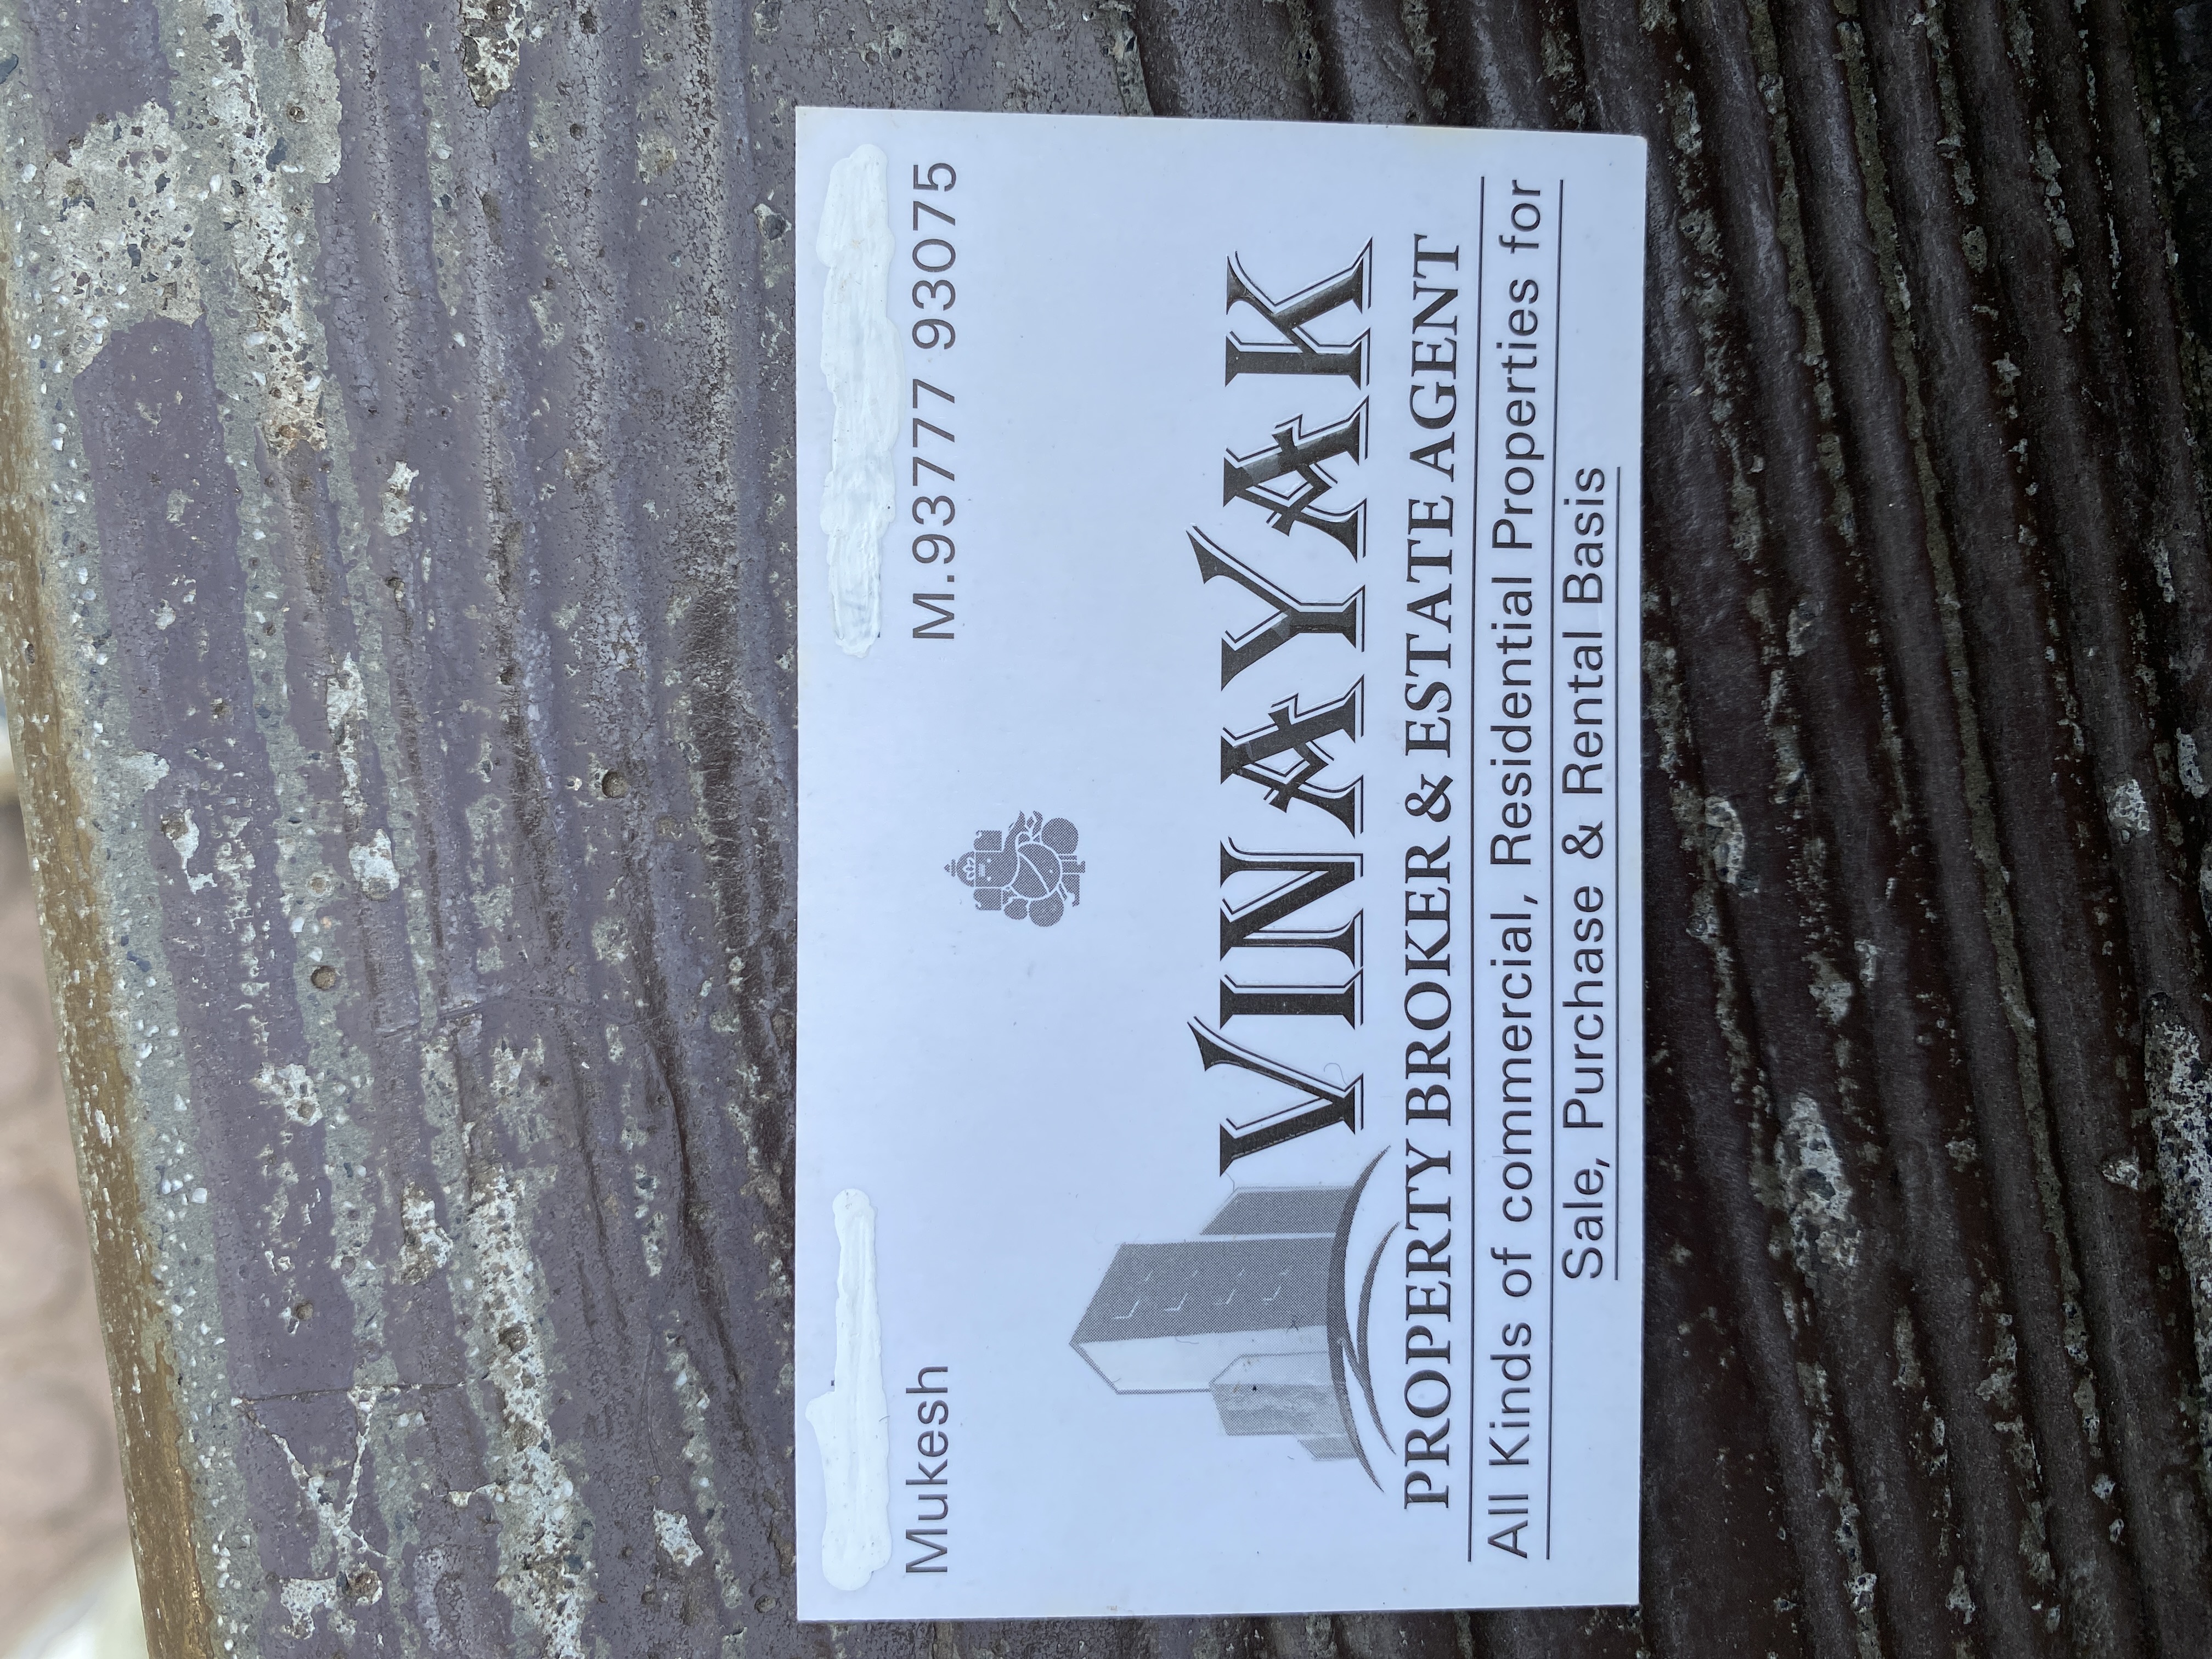 Mukesh
M.93777 93075
VINAYAK
PROPERTY BROKER & ESTATE AGENT
All Kinds of commercial, Residential Properties for
Sale, Purchase & Rental Basis